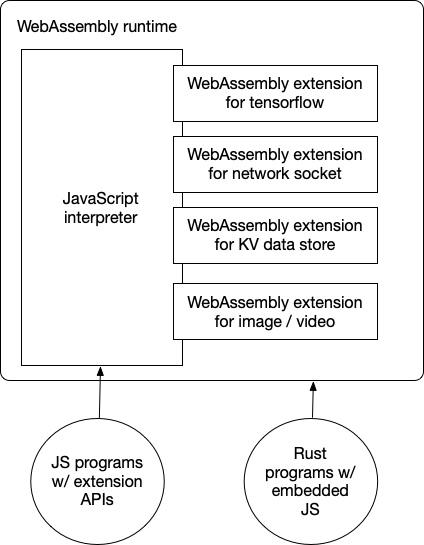 WebAssembly runtime
WebAssembly extension
for tensorflow
WebAssembly extension
for network socket
JavaScript
interpreter
WebAssembly extension
for KV data store
WebAssembly extension
for image / video
JS programs
w/ extension
APIs
Rust
programs w/
embedded
JS